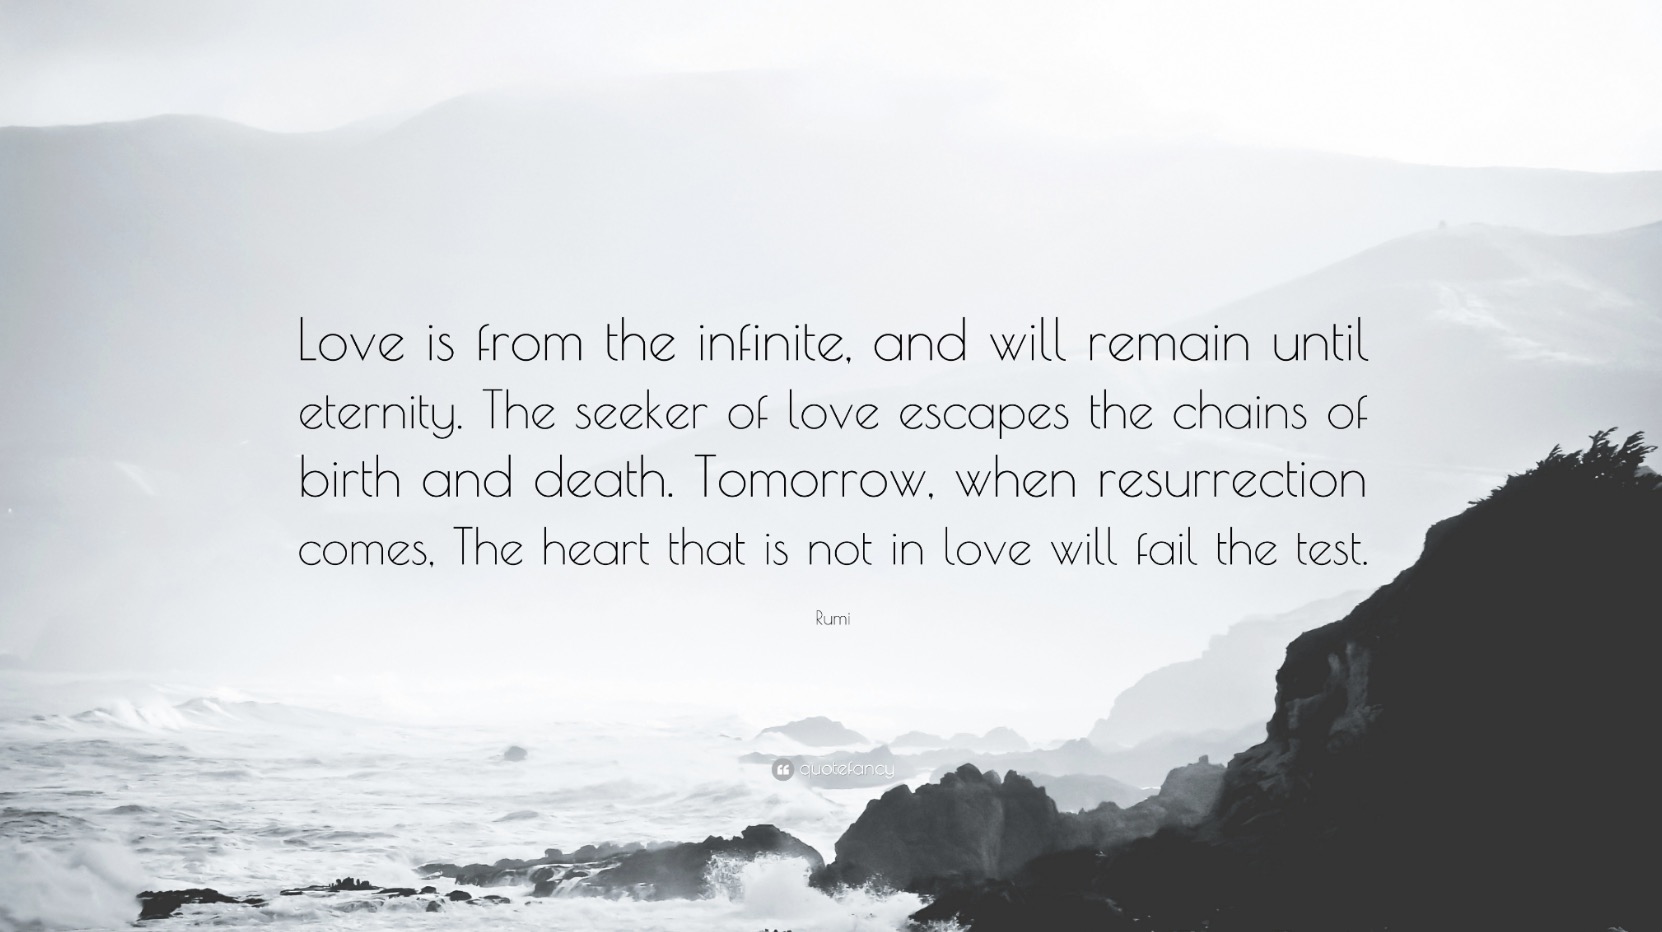 Love is from the infinite, and will remain until
eternity. The seeker of love escapes the chains of
birth and death. Tomorrow, when resurrection
comes, The heart that is not in love will fail the test.
Rumi
quotefancy